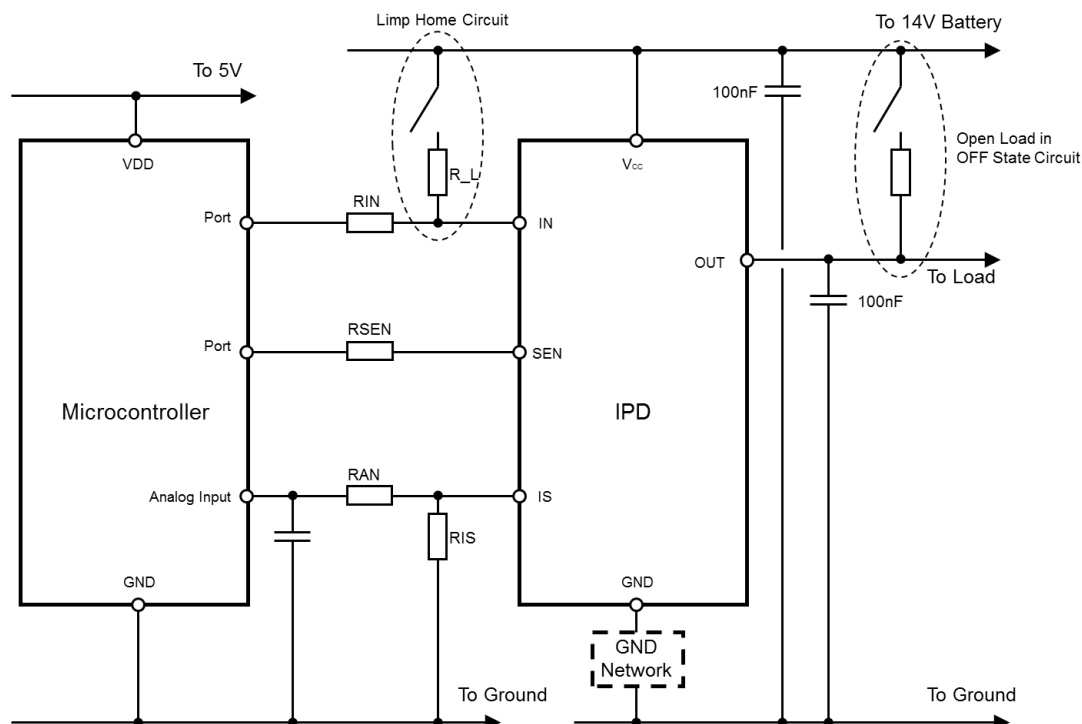 Limp Home Circuit
To 14V Battery
To 5V
100nF
Open Load in
OFF State Circuit
VDD
Vcc
R_L
Port
RIN
IN
OUT
To Load
100nF
Port
RSEN
SEN
Microcontroller
IPD
Analog Input
RAN
IS
RIS
GND
GND
GND
Network
To Ground
To Ground